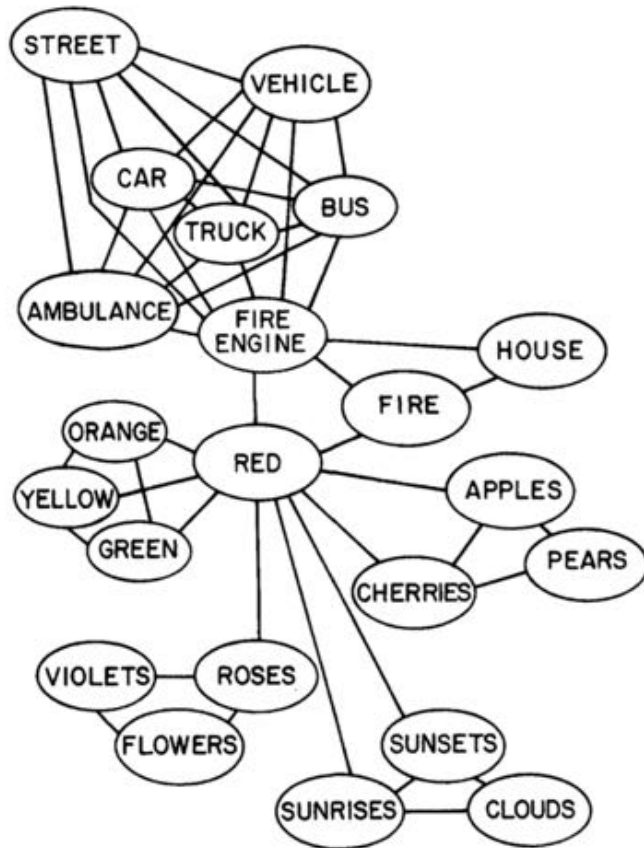 STREET
VEHICLE
CAR
BUS
TRUCK
AMBULANCE
FIRE
ENGINE
HOUSE
FIRE
ORANGE
RED
YELLOW
APPLES
GREEN
PEARS
CHERRIES
VIOLETS
ROSES
FLOWERS
SUNSETS
SUNRISES
CLOUDS